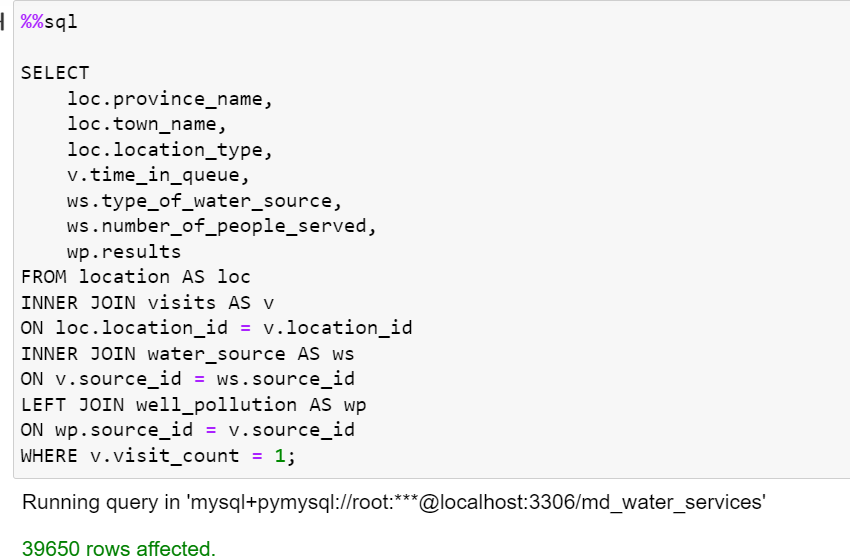 %%sql
SELECT
loc.province_name,
loc.town_name,
loc.location_type,
v.time_in_queue,
ws.type_of_water_source,
ws.number_of_people_served,
wp.results
FROM location AS loc
INNER JOIN visits AS v
ON loc.location_id = v.location_id
INNER JOIN water_source AS ws
ON v.source_id = ws.source_id
LEFT JOIN well_pollution AS wp
ON wp.source_id = v.source_id
WHERE v.visit_count = 1;
Running query in 'mysql+pymysql://root:***@localhost:3306/md_water_services'
39650 rows affected.